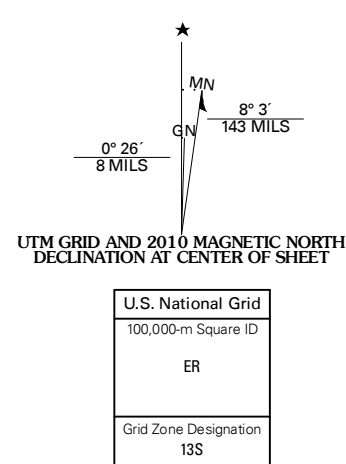 MN
8° 3´
143 MILS
GN
0° 26´
8 MILS
UTM GRID AND 2010 MAGNETIC NORTH
DECLINATION AT CENTER OF SHEET
U.S. National Grid
100,000-m Square ID
ER
Grid Zone Designation
13S